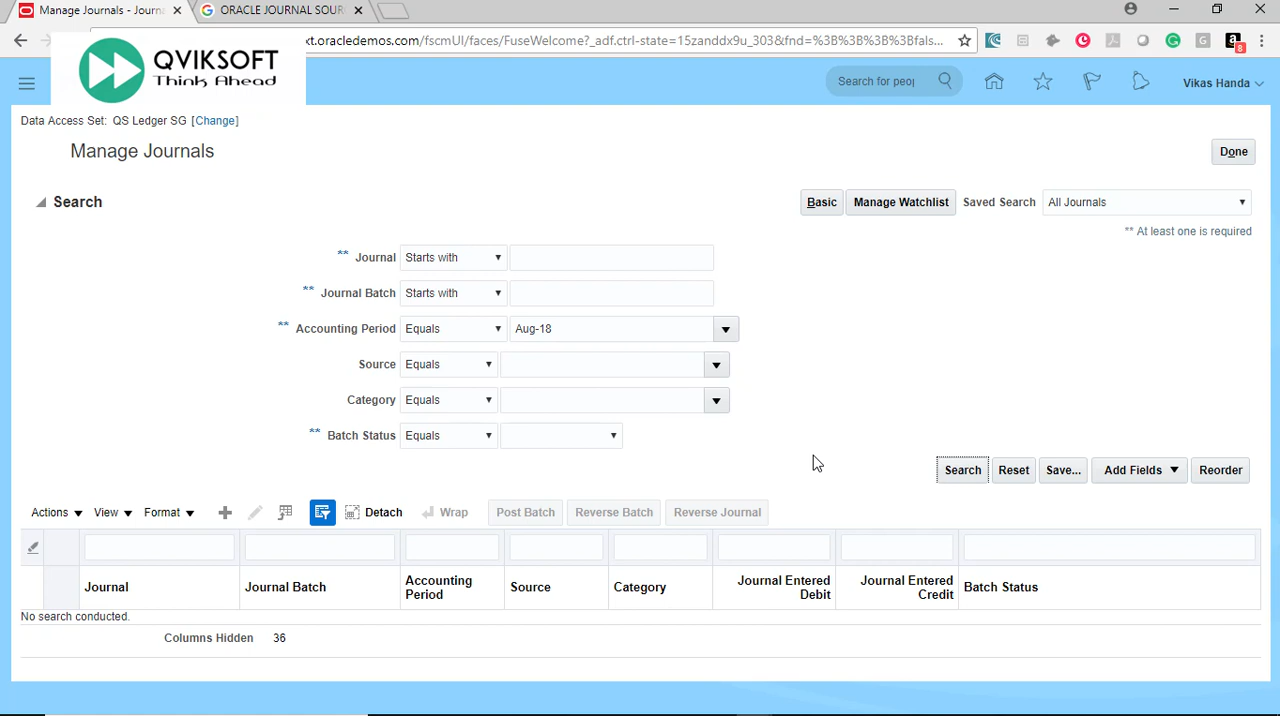 Manage Journals - Journ
ORACLE JOURNAL SOUR
xt.oracledemos.com/fscmUI/faces/FuseWelcome?_adf.ctrl-state=15zanddx9u_303&fnd=%3B%3B%3B%3Bfals...
8
QVIKSOFT
Think Ahead
Search for peop
Vikas Handa
Data Access Set: QS Ledger SG [Change]
Manage Journals
Done
Search
Basic
Manage Watchlist
Saved Search
All Journals
** At least one is required
** Journal Starts with
** Journal Batch Starts with
** Accounting Period Equals Aug-18
Source Equals
Category Equals
** Batch Status Equals
Search Reset Save... Add Fields Reorder
Actions View Format Detach Wrap Post Batch Reverse Batch Reverse Journal
Journal Journal Batch Accounting Period Source Category Journal Entered Debit Journal Entered Credit Batch Status
No search conducted.
Columns Hidden 36